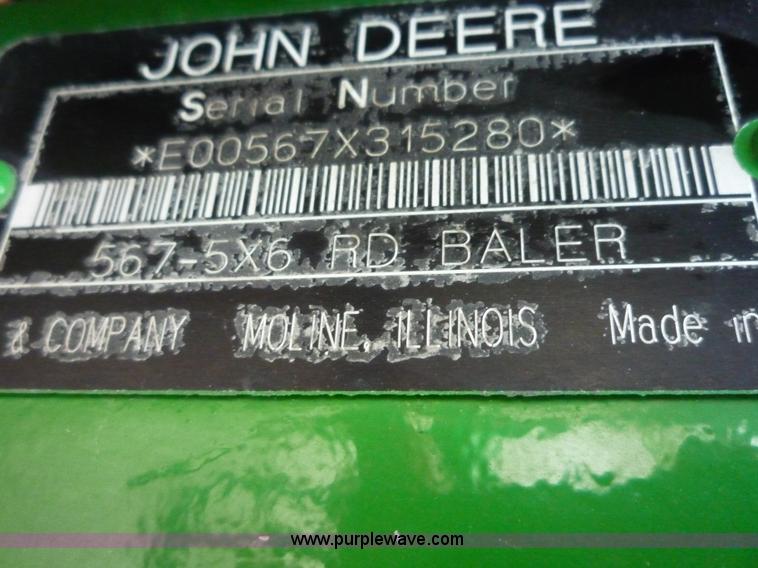 JOHN DEERE
Serial Number
*E00567X315280*
567-5X6 RD BALER
& COMPANY MOLINE, ILLINOIS Made in
www.purplewave.com